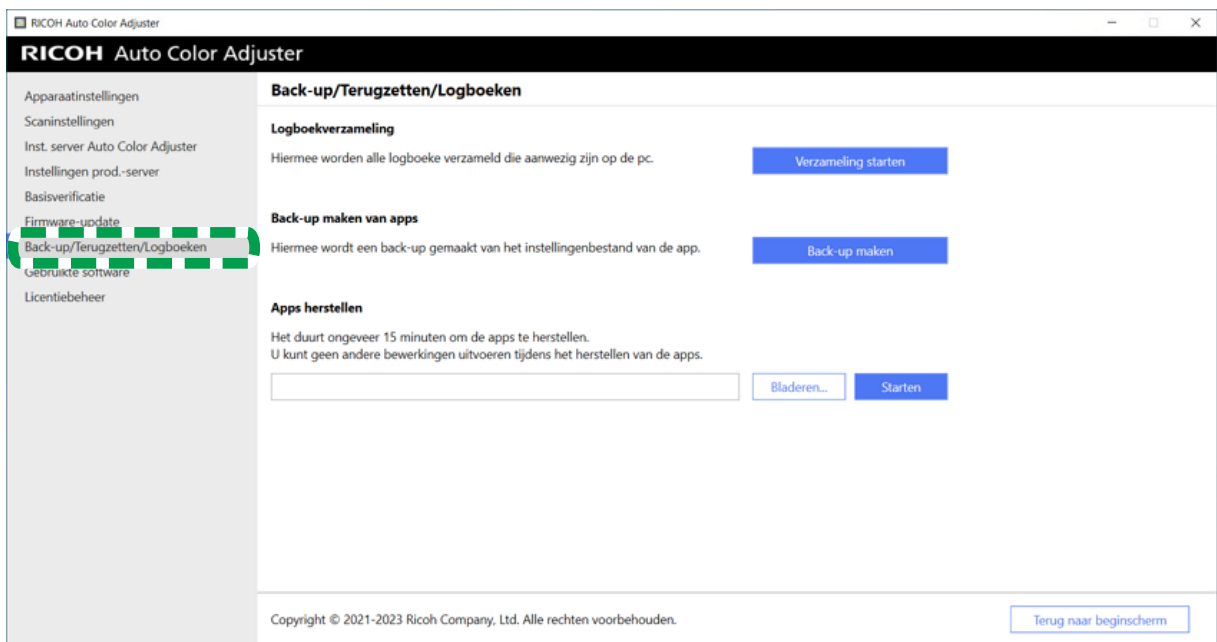 RICOH Auto Color Adjuster
RICOH Auto Color Adjuster
Apparaatinstellingen
Scaninstellingen
Inst. server Auto Color Adjuster
Instellingen prod.-server
Basisverificatie
Firmware-update
Back-up/Terugzetten/Logboeken
Gebruikte software
Licentiebeheer
Back-up/Terugzetten/Logboeken
Logboekverzameling
Hiermee worden alle logboeke verzameld die aanwezig zijn op de pc.
Verzameling starten
Back-up maken van apps
Hiermee wordt een back-up gemaakt van het instellingenbestand van de app.
Back-up maken
Apps herstellen
Het duurt ongeveer 15 minuten om de apps te herstellen.
U kunt geen andere bewerkingen uitvoeren tijdens het herstellen van de apps.
Bladeren...
Starten
Copyright © 2021-2023 Ricoh Company, Ltd. Alle rechten voorbehouden.
Terug naar beginscherm